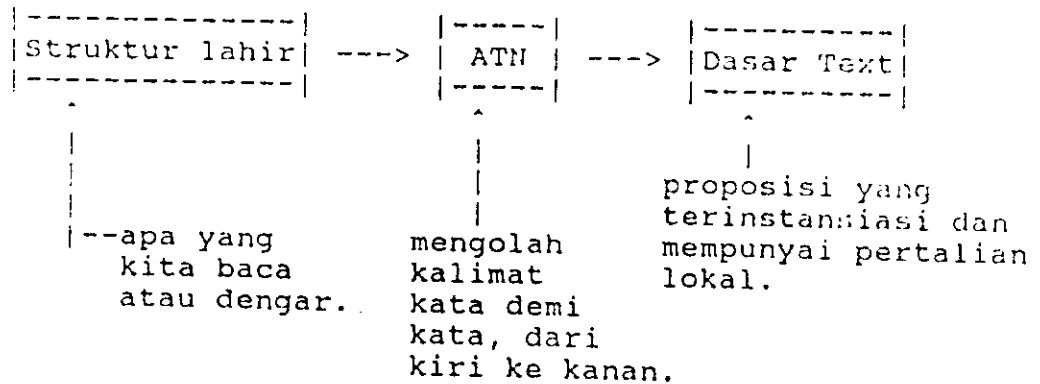 |--------------| |-----| |----------|
|Struktur lahir| ---> | ATN | ---> |Dasar Text|
|--------------| |-----| |----------|
proposisi yang
terinstansiasi dan
|--apa yang mengolah mempunyai pertalian
kita baca kalimat lokal.
atau dengar. kata demi
kata, dari
kiri ke kanan.